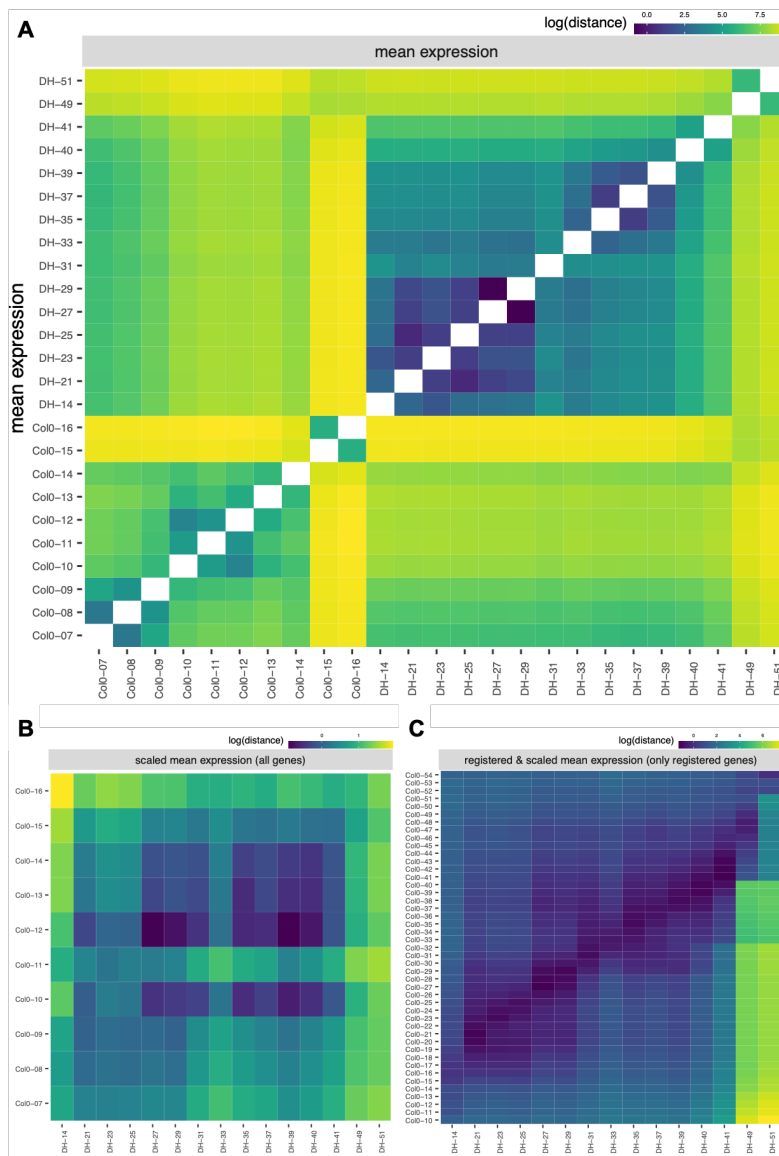 A
log(distance)
0.0 2.5 5.0 7.5
mean expression
mean expression
DH-51
DH-49
DH-41
DH-40
DH-39
DH-37
DH-35
DH-33
DH-31
DH-29
DH-27
DH-25
DH-23
DH-21
DH-14
Col0-16
Col0-15
Col0-14
Col0-13
Col0-12
Col0-11
Col0-10
Col0-09
Col0-08
Col0-07
Col0-07 Col0-08 Col0-09 Col0-10 Col0-11 Col0-12 Col0-13 Col0-14 Col0-15 Col0-16 DH-14 DH-21 DH-23 DH-25 DH-27 DH-29 DH-31 DH-33 DH-35 DH-37 DH-39 DH-40 DH-41 DH-49 DH-51
B
log(distance)
0 1
scaled mean expression (all genes)
Col0-16
Col0-15
Col0-14
Col0-13
Col0-12
Col0-11
Col0-10
Col0-09
Col0-08
Col0-07
DH-14 DH-21 DH-23 DH-25 DH-27 DH-29 DH-31 DH-33 DH-35 DH-37 DH-39 DH-40 DH-41 DH-49 DH-51
C
log(distance)
0 2 4 6
registered & scaled mean expression (only registered genes)
Col0-54
Col0-53
Col0-52
Col0-51
Col0-50
Col0-49
Col0-48
Col0-47
Col0-46
Col0-45
Col0-44
Col0-43
Col0-42
Col0-41
Col0-40
Col0-39
Col0-38
Col0-37
Col0-36
Col0-35
Col0-34
Col0-33
Col0-32
Col0-31
Col0-30
Col0-29
Col0-28
Col0-27
Col0-26
Col0-25
Col0-24
Col0-23
Col0-22
Col0-21
Col0-20
Col0-19
Col0-18
Col0-17
Col0-16
Col0-15
Col0-14
Col0-13
Col0-12
Col0-11
Col0-10
DH-14 DH-21 DH-23 DH-25 DH-27 DH-29 DH-31 DH-33 DH-35 DH-37 DH-39 DH-40 DH-41 DH-49 DH-51